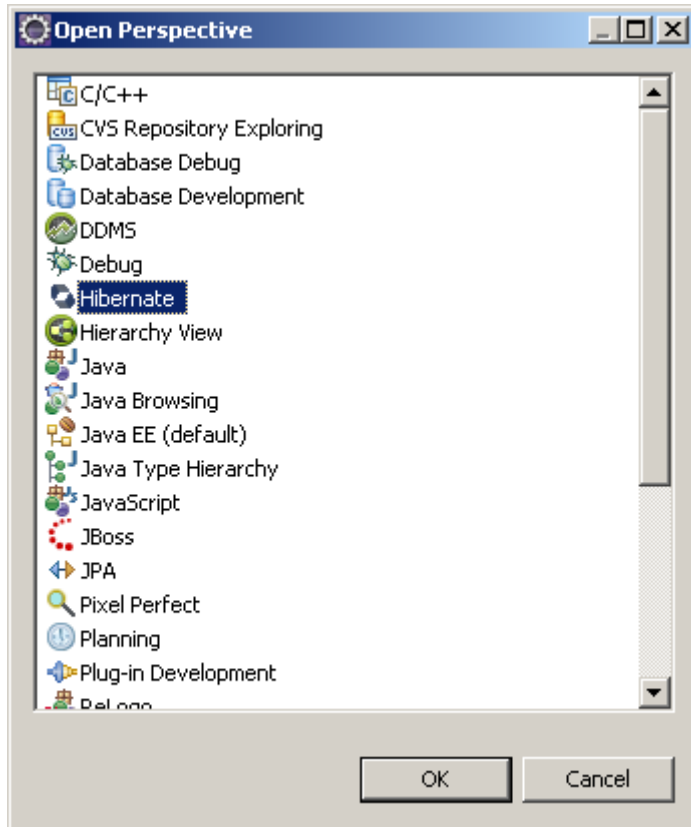 Open Perspective
C/C++
CVS Repository Exploring
Database Debug
Database Development
DDMS
Debug
Hibernate
Hierarchy View
Java
Java Browsing
Java EE (default)
Java Type Hierarchy
JavaScript
JBoss
JPA
Pixel Perfect
Planning
Plug-in Development
ReLogo
OK Cancel